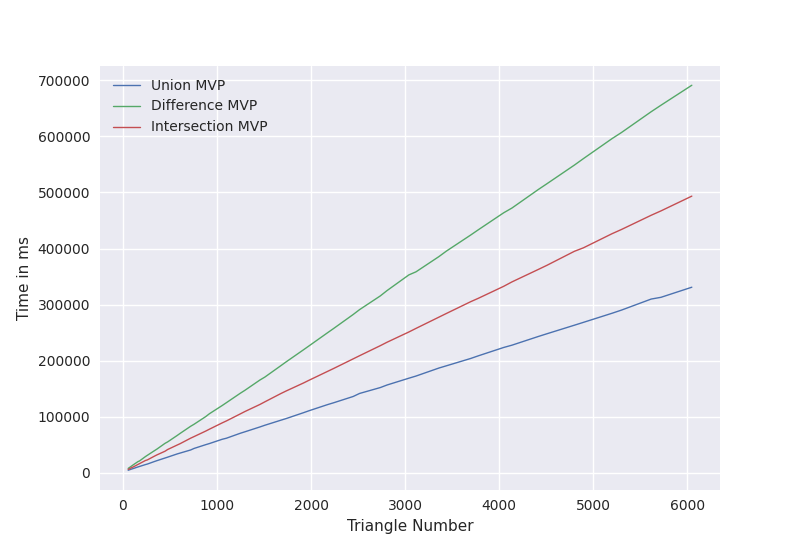 700000
600000
500000
400000
300000
200000
100000
0
Time in ms
Union MVP
Difference MVP
Intersection MVP
0 1000 2000 3000 4000 5000 6000
Triangle Number